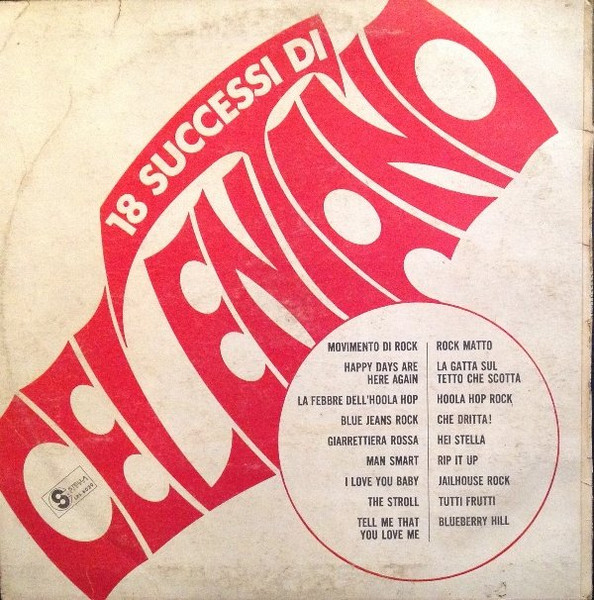 18 SUCCESSI DI
CELENTANO
MOVIMENTO DI ROCK
HAPPY DAYS ARE
HERE AGAIN
LA FEBBRE DELL'HOOLA HOP
BLUE JEANS ROCK
GIARRETTIERA ROSSA
MAN SMART
I LOVE YOU BABY
THE STROLL
TELL ME THAT
YOU LOVE ME
ROCK MATTO
LA GATTA SUL
TETTO CHE SCOTTA
HOOLA HOP ROCK
CHE DRITTA!
HEI STELLA
RIP IT UP
JAILHOUSE ROCK
TUTTI FRUTTI
BLUEBERRY HILL